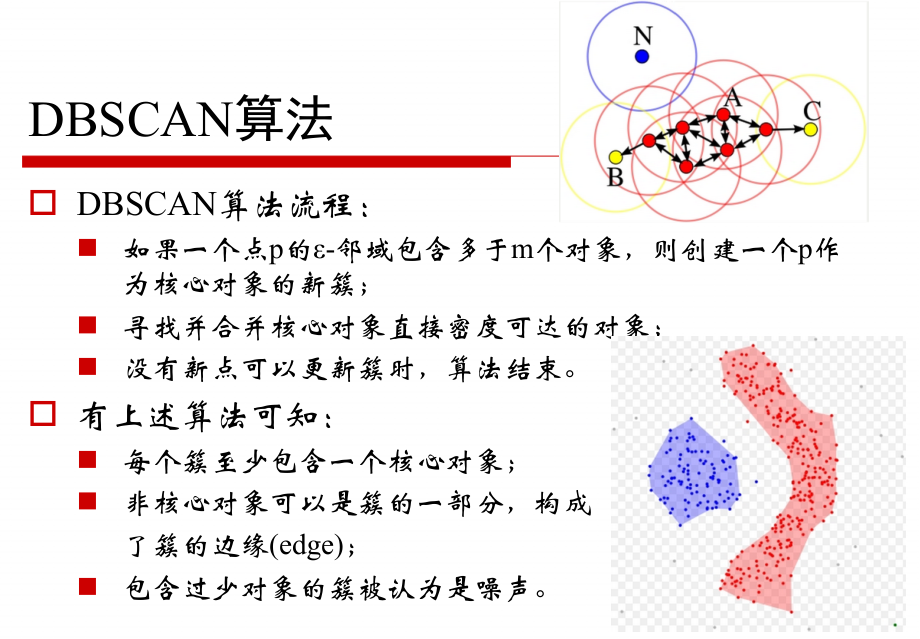 DBSCAN算法
N
A
C
B
DBSCAN算法流程：
如果一个点p的ε-邻域包含多于m个对象，则创建一个p作
为核心对象的新簇；
寻找并合并核心对象直接密度可达的对象；
没有新点可以更新簇时，算法结束。
有上述算法可知：
每个簇至少包含一个核心对象；
非核心对象可以是簇的一部分，构成
了簇的边缘(edge)；
包含过少对象的簇被认为是噪声。